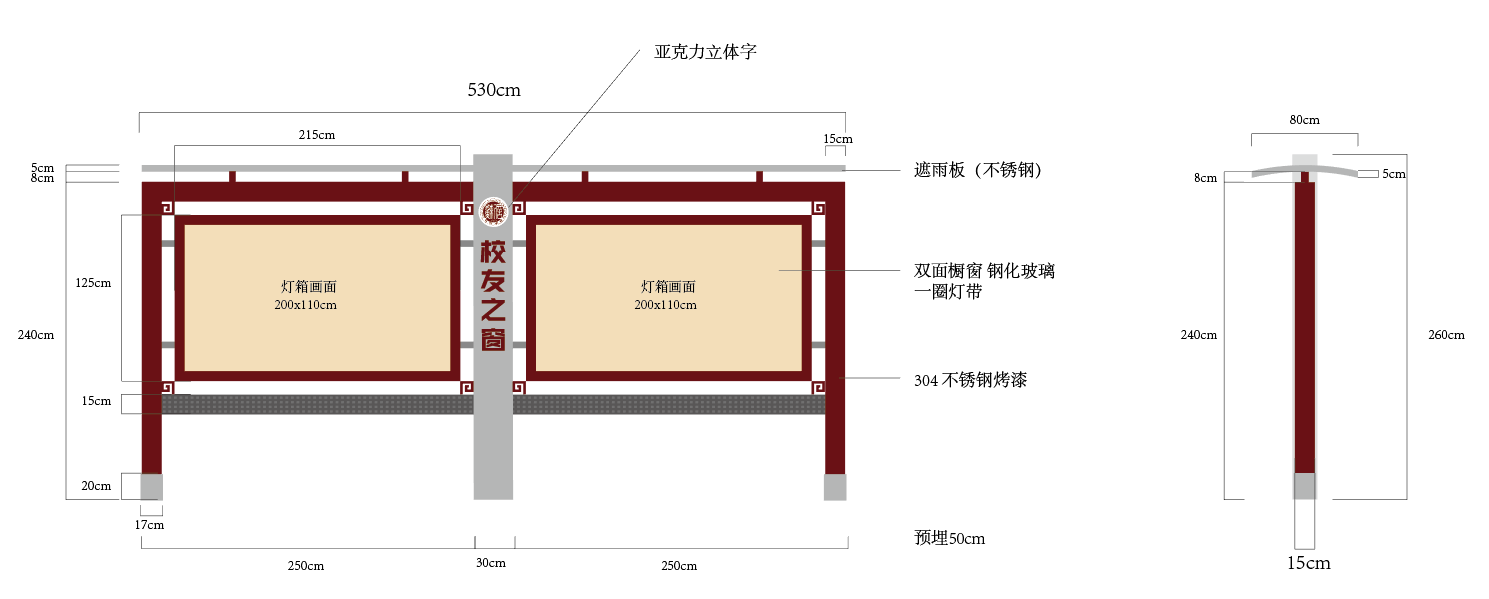 亚克力立体字
530cm
80cm
215cm
15cm
5cm
8cm
遮雨板（不锈钢）
8cm
5cm
校
友
之
窗
125cm
灯箱画面
200x110cm
灯箱画面
200x110cm
双面橱窗 钢化玻璃
一圈灯带
240cm
240cm
260cm
304 不锈钢烤漆
15cm
20cm
17cm
预埋50cm
250cm
30cm
250cm
15cm